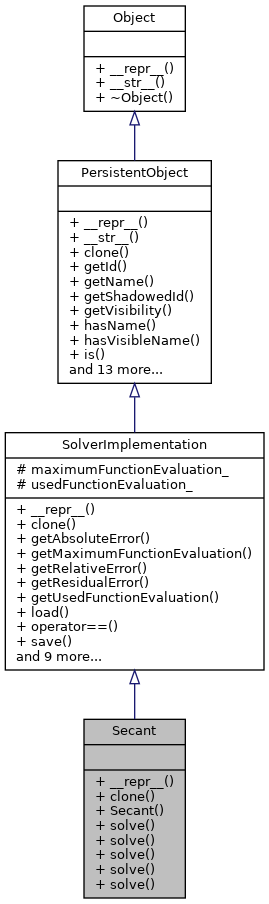 Object
+ __repr__()
+ __str__()
+ ~Object()
PersistentObject
+ __repr__()
+ __str__()
+ clone()
+ getId()
+ getName()
+ getShadowedId()
+ getVisibility()
+ hasName()
+ hasVisibleName()
+ is()
and 13 more...
SolverImplementation
# maximumFunctionEvaluation_
# usedFunctionEvaluation_
+ __repr__()
+ clone()
+ getAbsoluteError()
+ getMaximumFunctionEvaluation()
+ getRelativeError()
+ getResidualError()
+ getUsedFunctionEvaluation()
+ load()
+ operator==()
+ save()
and 9 more...
Secant
+ __repr__()
+ clone()
+ Secant()
+ solve()
+ solve()
+ solve()
+ solve()
+ solve()